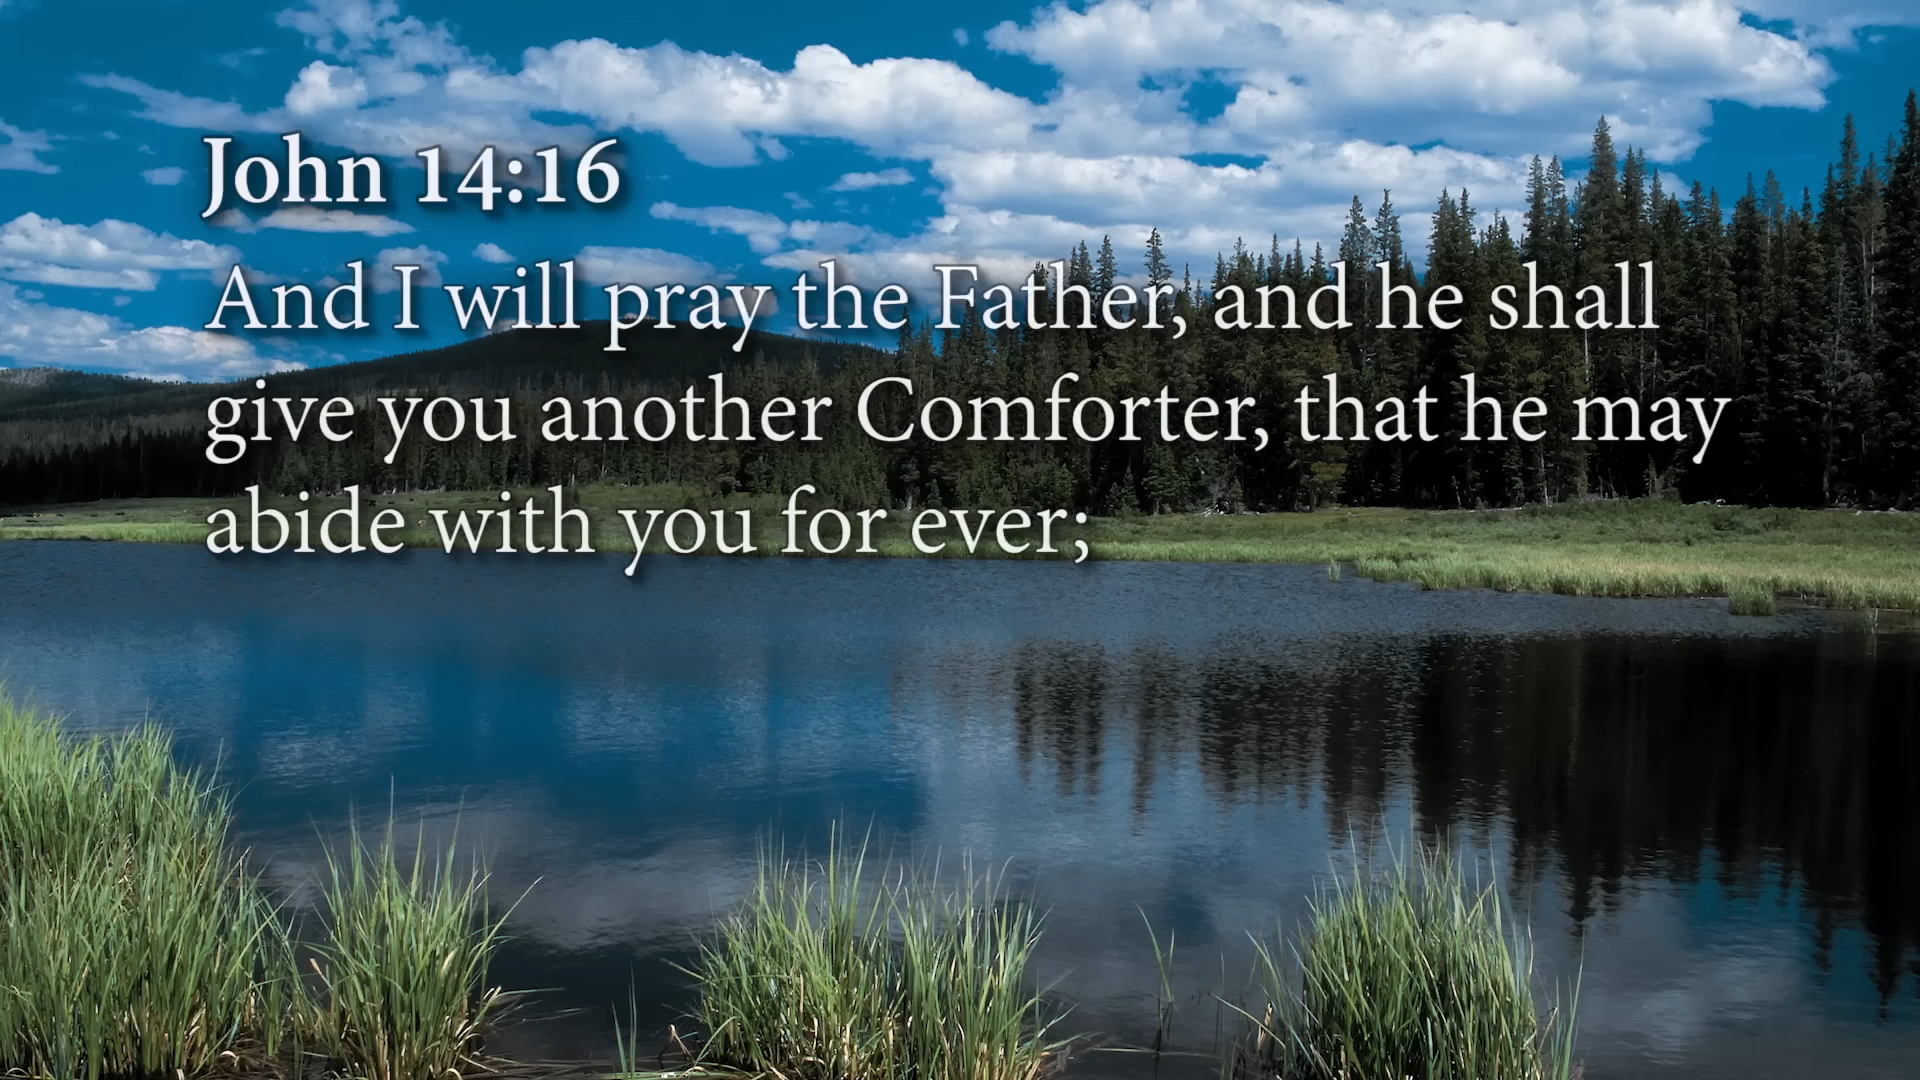 John 14:16
And I will pray the Father, and he shall
give you another Comforter, that he may
abide with you for ever;